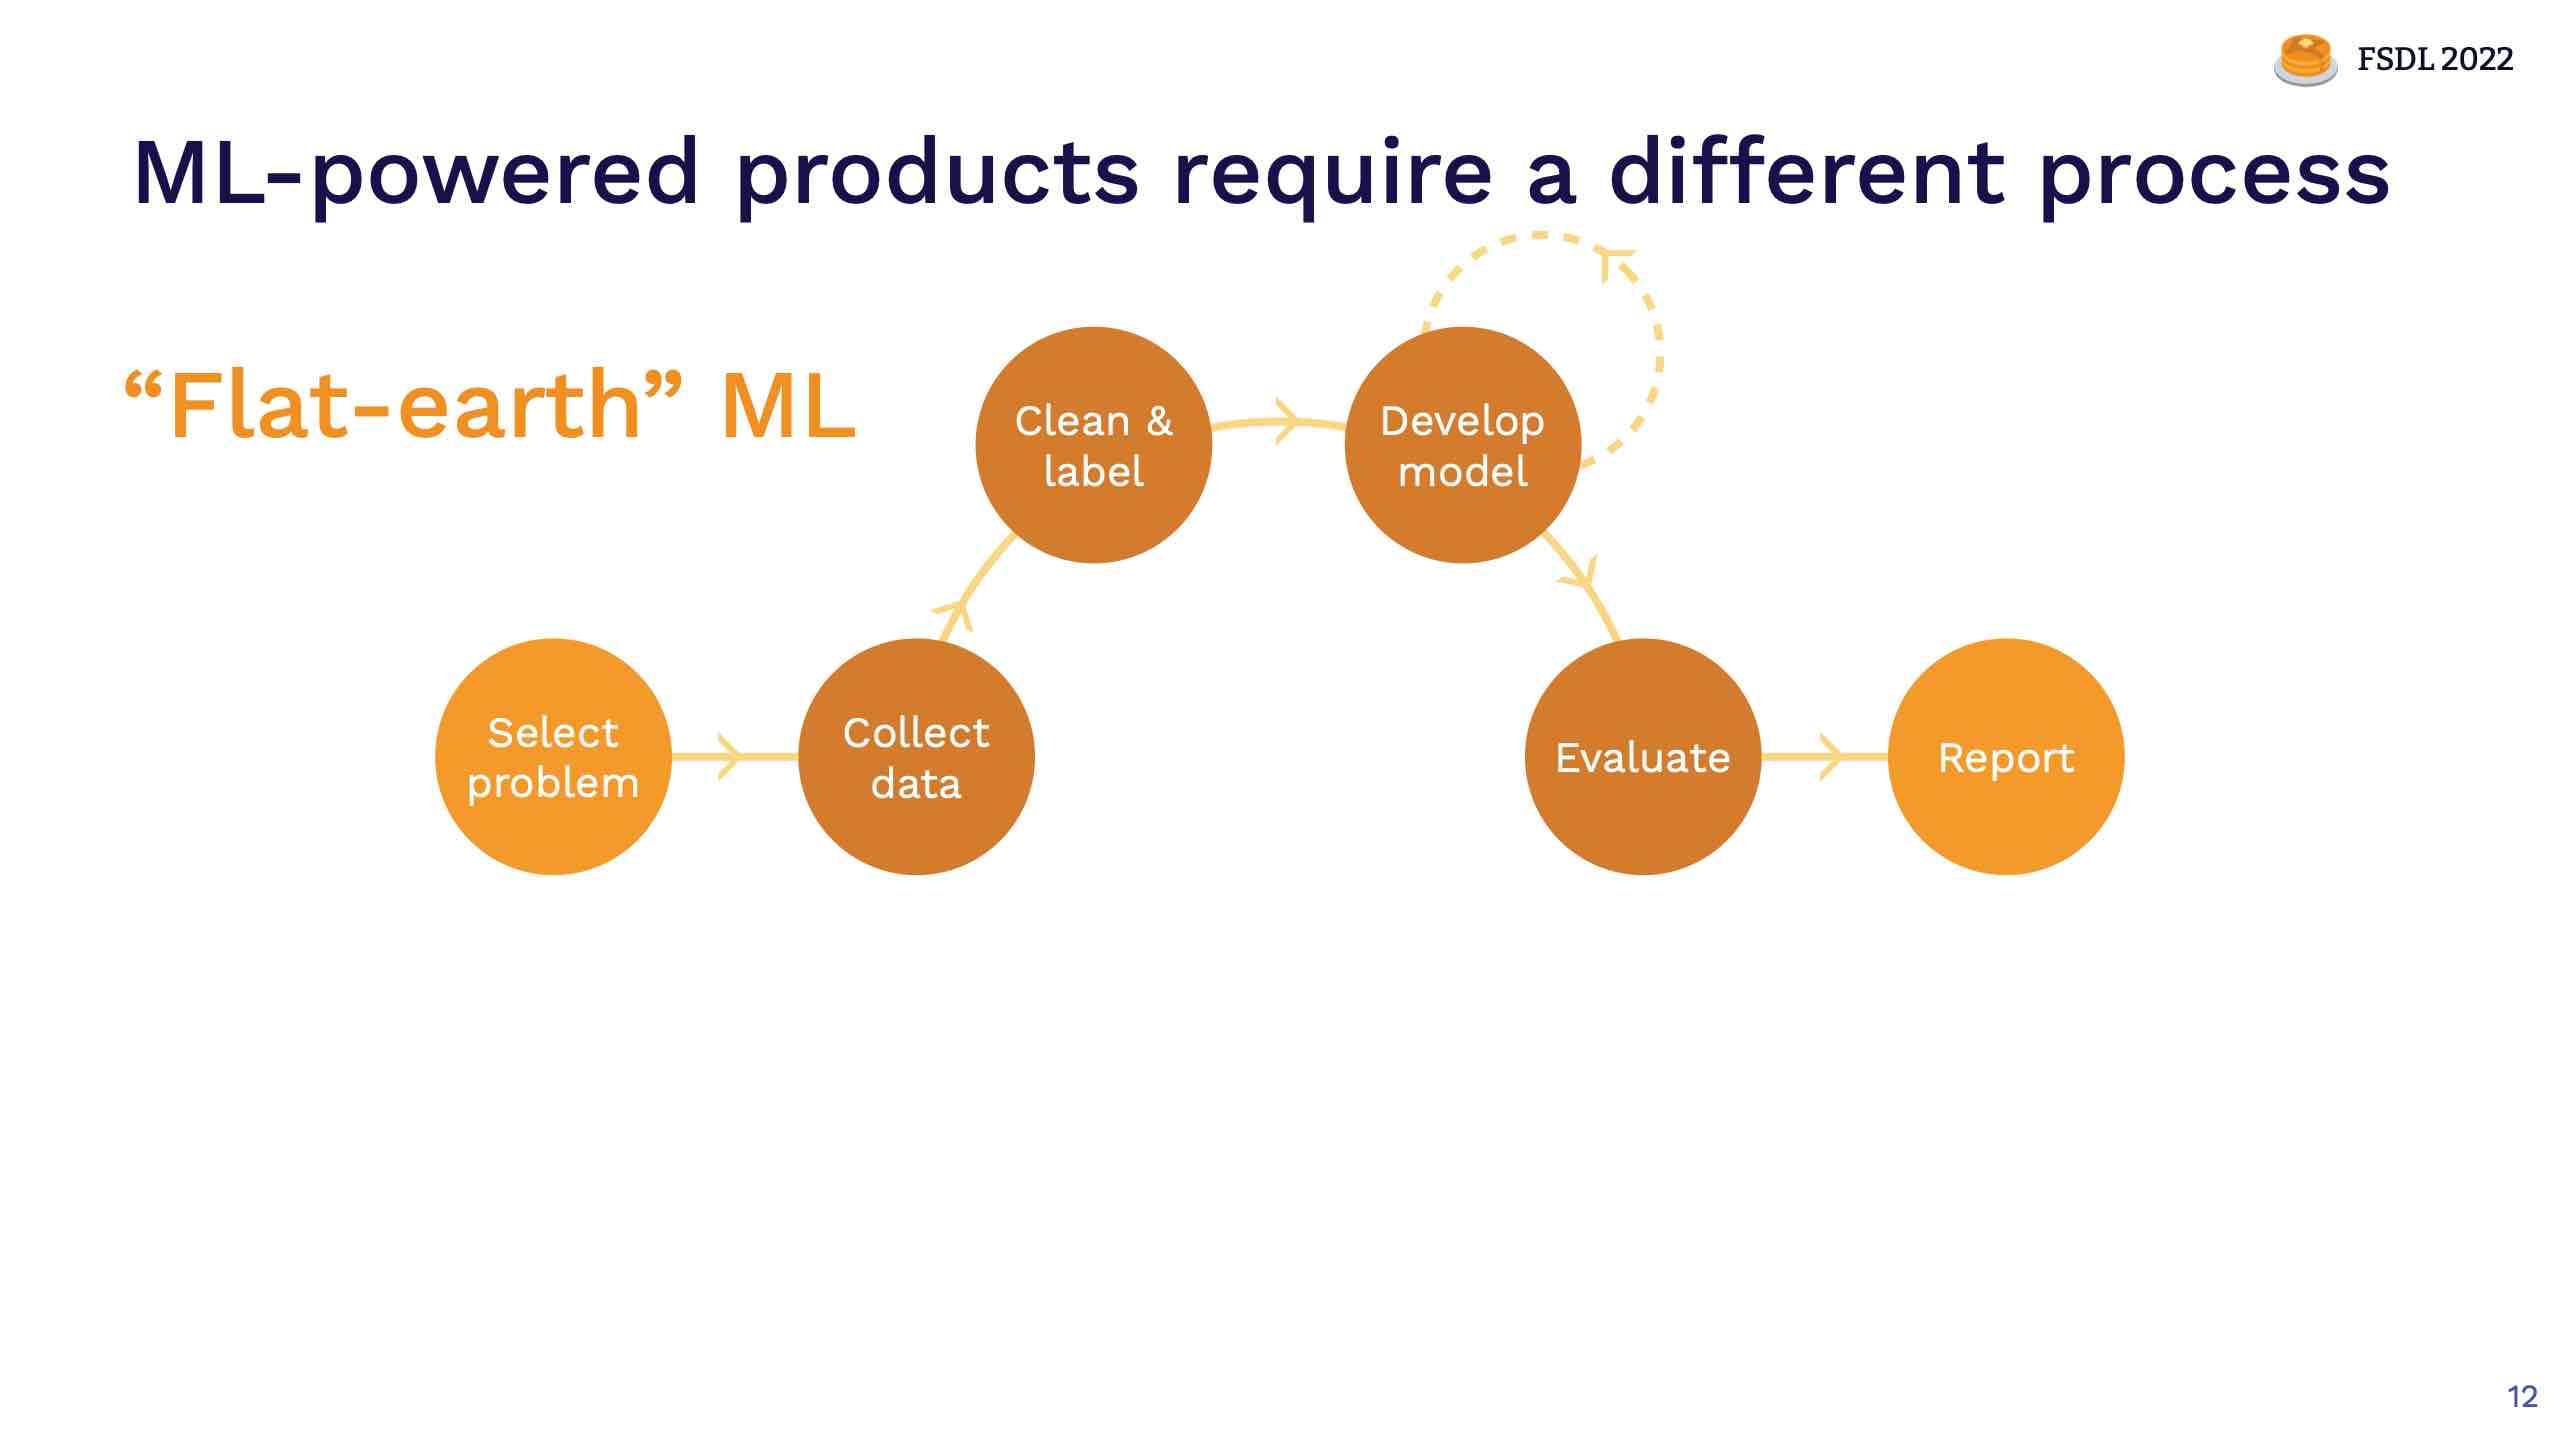 FSDL 2022
ML-powered products require a different process
“Flat-earth” ML
Clean &
label
Develop
model
Select
problem
Collect
data
Evaluate
Report
12